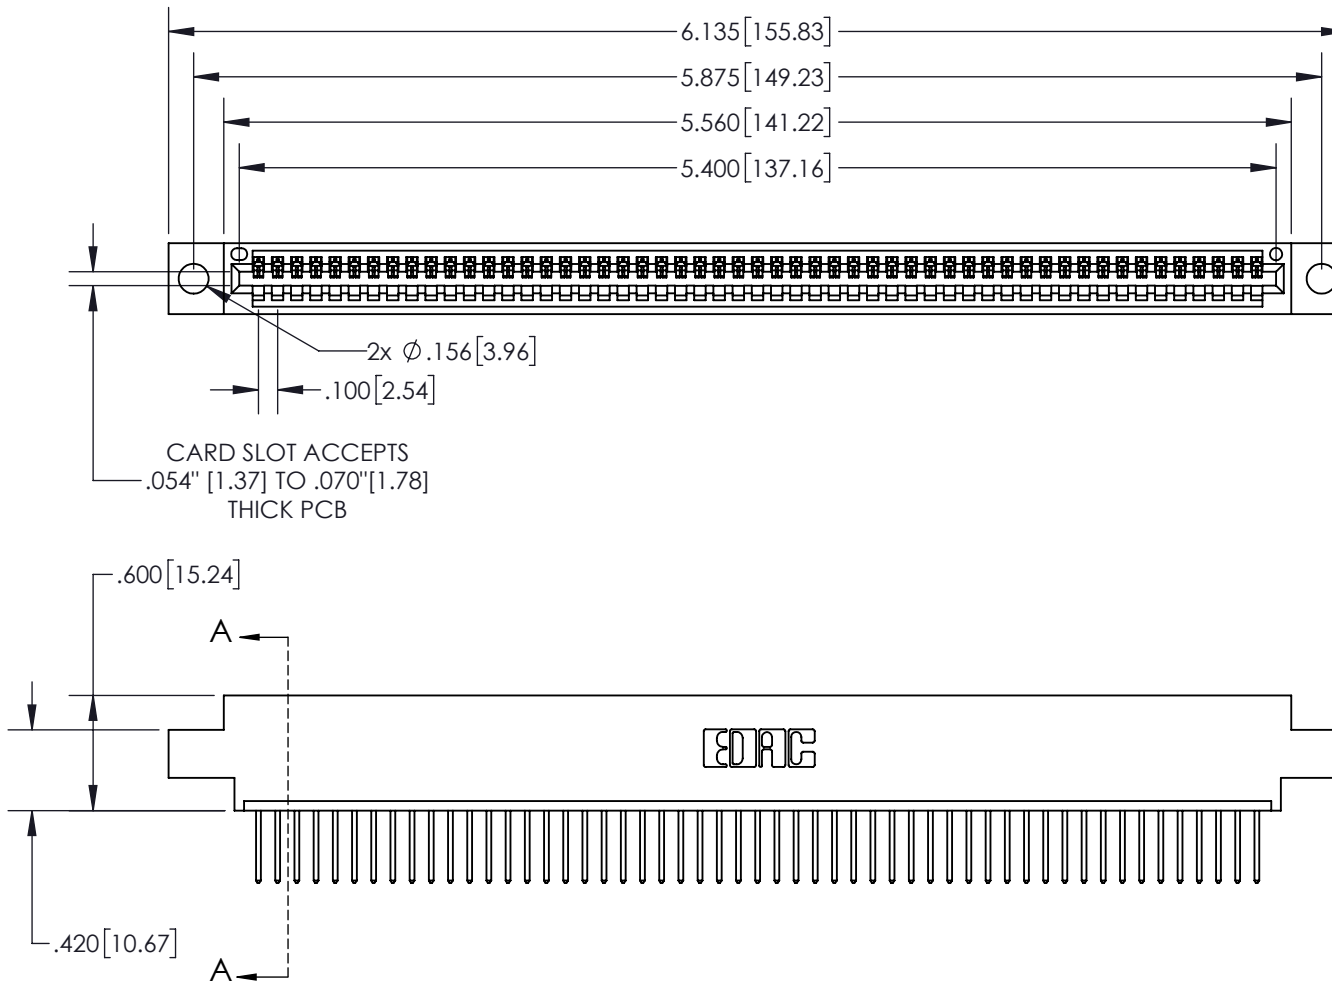 6.135[155.83]
5.875[149.23]
5.560[141.22]
5.400[137.16]
2x Ø.156[3.96]
.100[2.54]
CARD SLOT ACCEPTS
.054" [1.37] TO .070"[1.78]
THICK PCB
.600[15.24]
A
EDAC
.420[10.67]
A